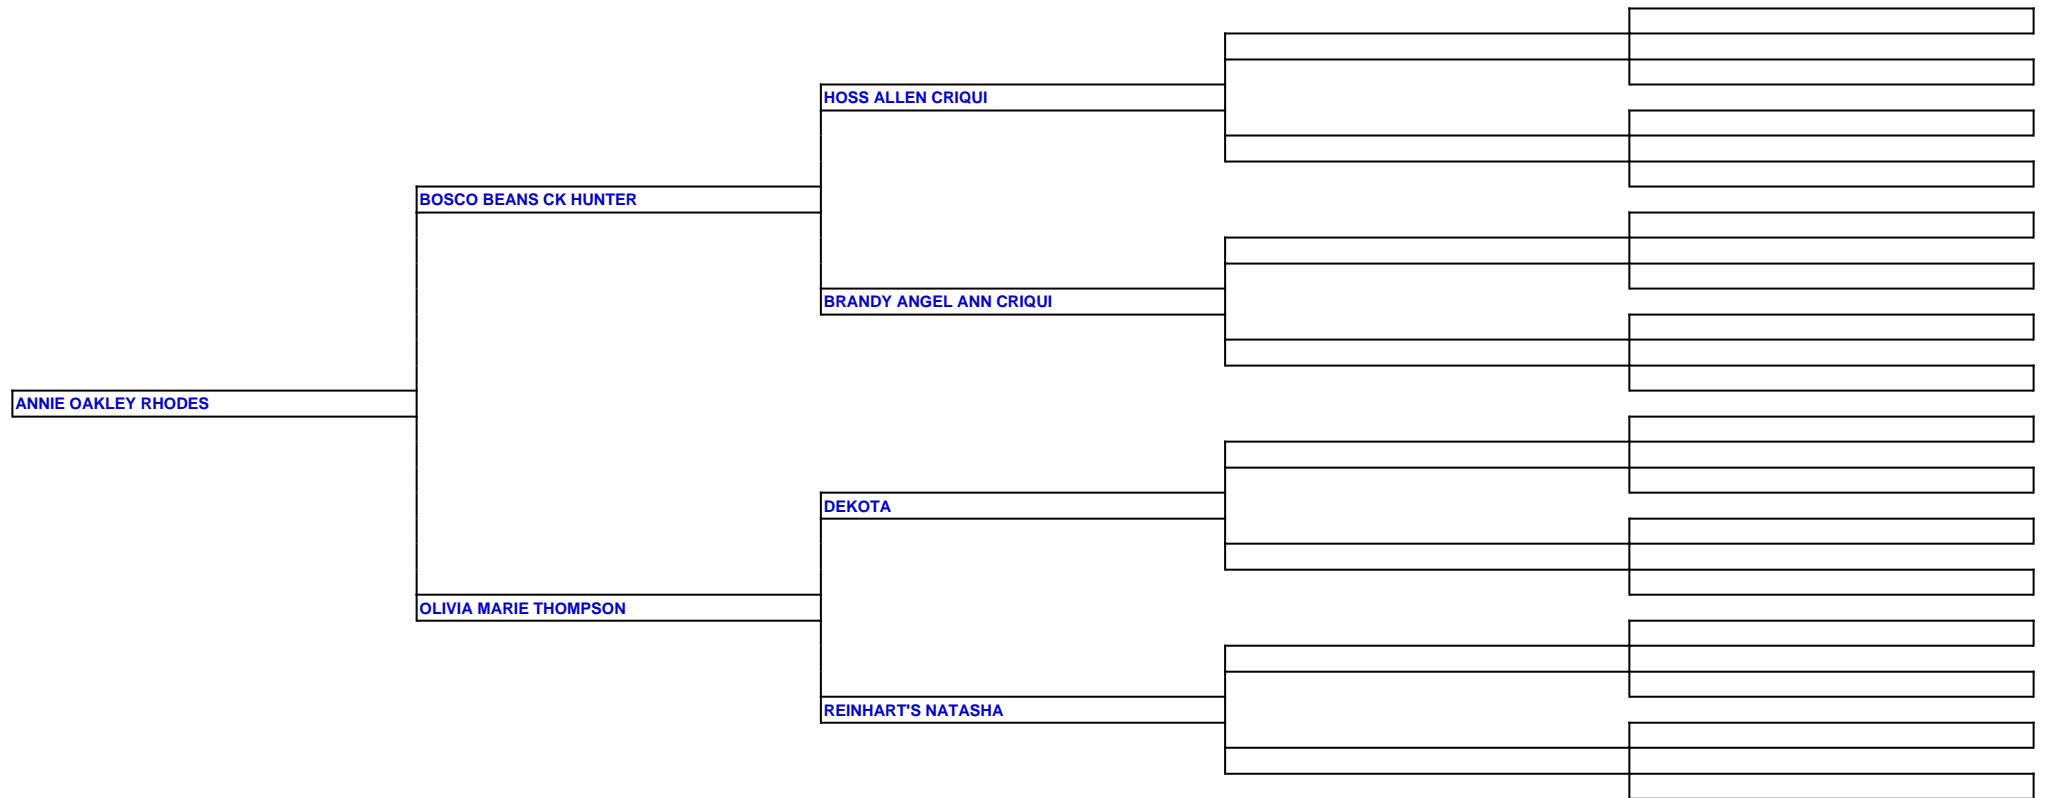 HOSS ALLEN CRIQUI
BOSCO BEANS CK HUNTER
BRANDY ANGEL ANN CRIQUI
ANNIE OAKLEY RHODES
DEKOTA
OLIVIA MARIE THOMPSON
REINHART'S NATASHA